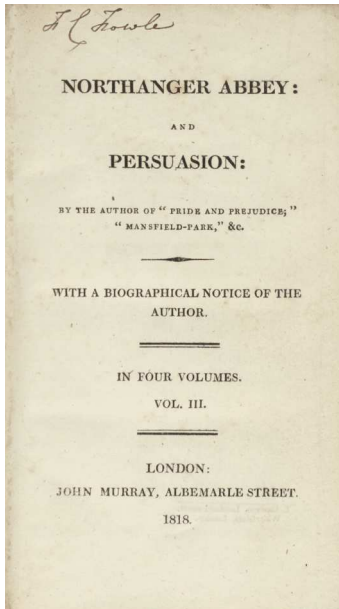 F C Fowle
NORTHANGER ABBEY:
AND
PERSUASION:
BY THE AUTHOR OF “ PRIDE AND PREJUDICE;”
“ MANSFIELD-PARK,” &c.
WITH A BIOGRAPHICAL NOTICE OF THE
AUTHOR.
IN FOUR VOLUMES.
VOL. III.
LONDON:
JOHN MURRAY, ALBEMARLE STREET.
1818.